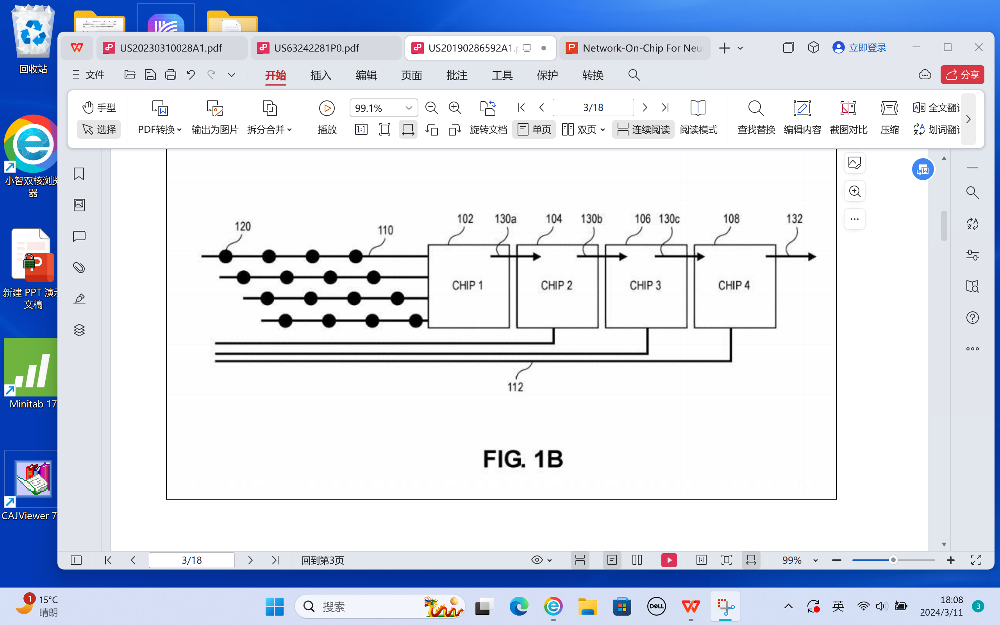 回收站
小智双核浏览
器
新建 PPT 演示
文稿
Minitab 17
CAJViewer 7
US20230310028A1.pdf
US63242281P0.pdf
US20190286592A1.p
Network-On-Chip For Neu
立即登录
文件
开始
插入
编辑
页面
批注
工具
保护
转换
分享
手型
选择
PDF转换
输出为图片
拆分合并
播放
99.1%
1:1
旋转文档
3/18
单页
双页
连续阅读
阅读模式
查找替换
编辑内容
截图对比
压缩
全文翻译
划词翻译
120
110
102
130a
104
130b
106
130c
108
132
CHIP 1
CHIP 2
CHIP 3
CHIP 4
112
FIG. 1B
3/18
回到第3页
99%
1
15°C
晴朗
搜索
DELL
英
18:08
2024/3/11
3